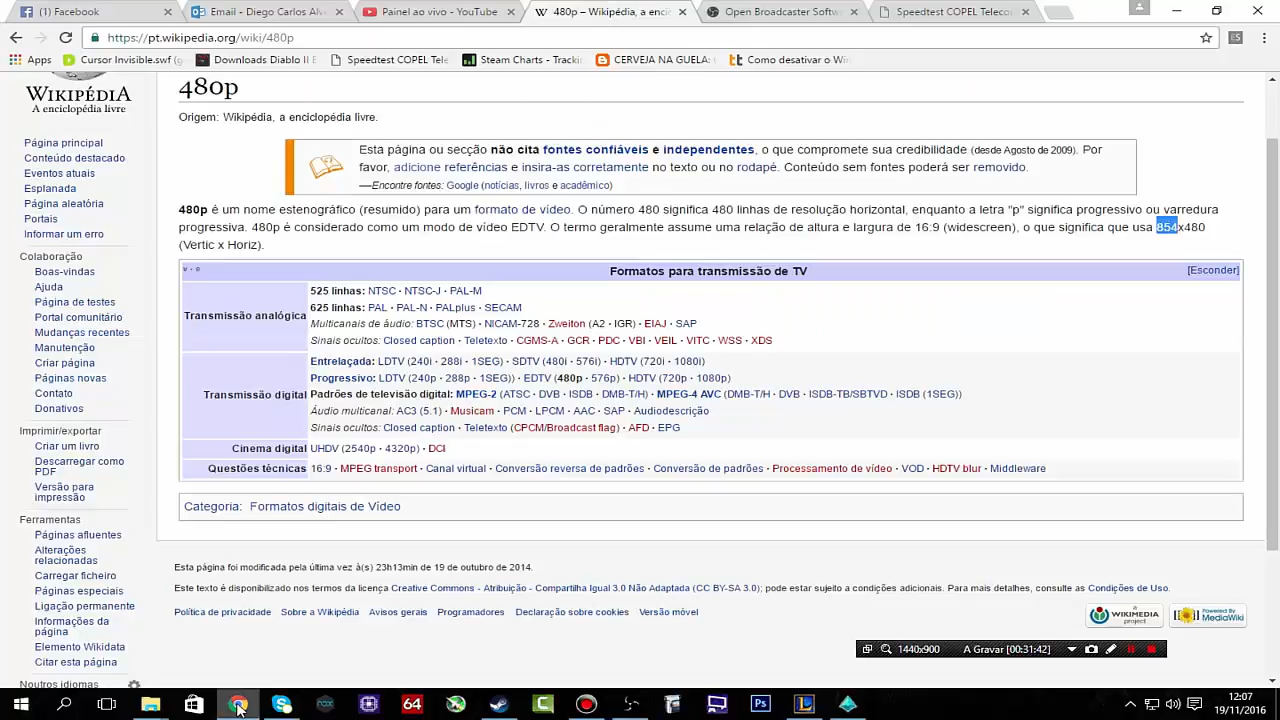 Facebook
Email - Diego Carlos Alv
Painel ao vivo - YouTube
480p – Wikipédia, a enci
Open Broadcaster Softw
Speedtest COPEL Teleco
https://pt.wikipedia.org/wiki/480p
Apps
Cursor Invisible.swf (g
Downloads Diablo II E
Speedtest COPEL Tele
Steam Charts - Tracki
CERVEJA NA GUELA:
Como desativar o Win
WIKIPÉDIA
A enciclopédia livre
Página principal
Conteúdo destacado
Eventos atuais
Esplanada
Página aleatória
Portais
Informar um erro
Colaboração
Boas-vindas
Ajuda
Página de testes
Portal comunitário
Mudanças recentes
Manutenção
Criar página
Páginas novas
Contato
Donativos
Imprimir/exportar
Criar um livro
Descarregar como
PDF
Versão para
impressão
Ferramentas
Páginas afluentes
Alterações
relacionadas
Carregar ficheiro
Páginas especiais
Ligação permanente
Informações da
página
Elemento Wikidata
Citar esta página
Noutros idiomas
480p
Origem: Wikipédia, a enciclopédia livre.
Esta página ou secção não cita fontes confiáveis e independentes, o que compromete sua credibilidade (desde Agosto de 2009). Por
favor, adicione referências e insira-as corretamente no texto ou no rodapé. Conteúdo sem fontes poderá ser removido.
—Encontre fontes: Google (notícias, livros e acadêmico)
480p é um nome estenográfico (resumido) para um formato de vídeo. O número 480 significa 480 linhas de resolução horizontal, enquanto a letra "p" significa progressivo ou varredura
progressiva. 480p é considerado como um modo de vídeo EDTV. O termo geralmente assume uma relação de altura e largura de 16:9 (widescreen), o que significa que usa 854x480
(Vertic x Horiz).
v · e
Formatos para transmissão de TV
[Esconder]
Transmissão analógica
525 linhas: NTSC · NTSC-J · PAL-M
625 linhas: PAL · PAL-N · PALplus · SECAM
Multicanais de áudio: BTSC (MTS) · NICAM-728 · Zweiton (A2 · IGR) · EIAJ · SAP
Sinais ocultos: Closed caption · Teletexto · CGMS-A · GCR · PDC · VBI · VEIL · VITC · WSS · XDS
Transmissão digital
Entrelaçada: LDTV (240i · 288i · 1SEG) · SDTV (480i · 576i) · HDTV (720i · 1080i)
Progressivo: LDTV (240p · 288p · 1SEG)) · EDTV (480p · 576p) · HDTV (720p · 1080p)
Padrões de televisão digital: MPEG-2 (ATSC · DVB · ISDB · DMB-T/H) · MPEG-4 AVC (DMB-T/H · DVB · ISDB-TB/SBTVD · ISDB (1SEG))
Áudio multicanal: AC3 (5.1) · Musicam · PCM · LPCM · AAC · SAP · Audiodescrição
Sinais ocultos: Closed caption · Teletexto · (CPCM/Broadcast flag) · AFD · EPG
Cinema digital UHDV (2540p · 4320p) · DCI
Questões técnicas 16:9 · MPEG transport · Canal virtual · Conversão reversa de padrões · Conversão de padrões · Processamento de vídeo · VOD · HDTV blur · Middleware
Categoria: Formatos digitais de Vídeo
Esta página foi modificada pela última vez à(s) 23h13min de 19 de outubro de 2014.
Este texto é disponibilizado nos termos da licença Creative Commons - Atribuição - Compartilha Igual 3.0 Não Adaptada (CC BY-SA 3.0); pode estar sujeito a condições adicionais. Para mais detalhes, consulte as Condições de Uso.
Política de privacidade Sobre a Wikipédia Avisos gerais Programadores Declaração sobre cookies Versão móvel
WIKIMEDIA
project
Powered By
MediaWiki
1440x900 A Gravar [00:31:42]
64
Ps
12:07
19/11/2016